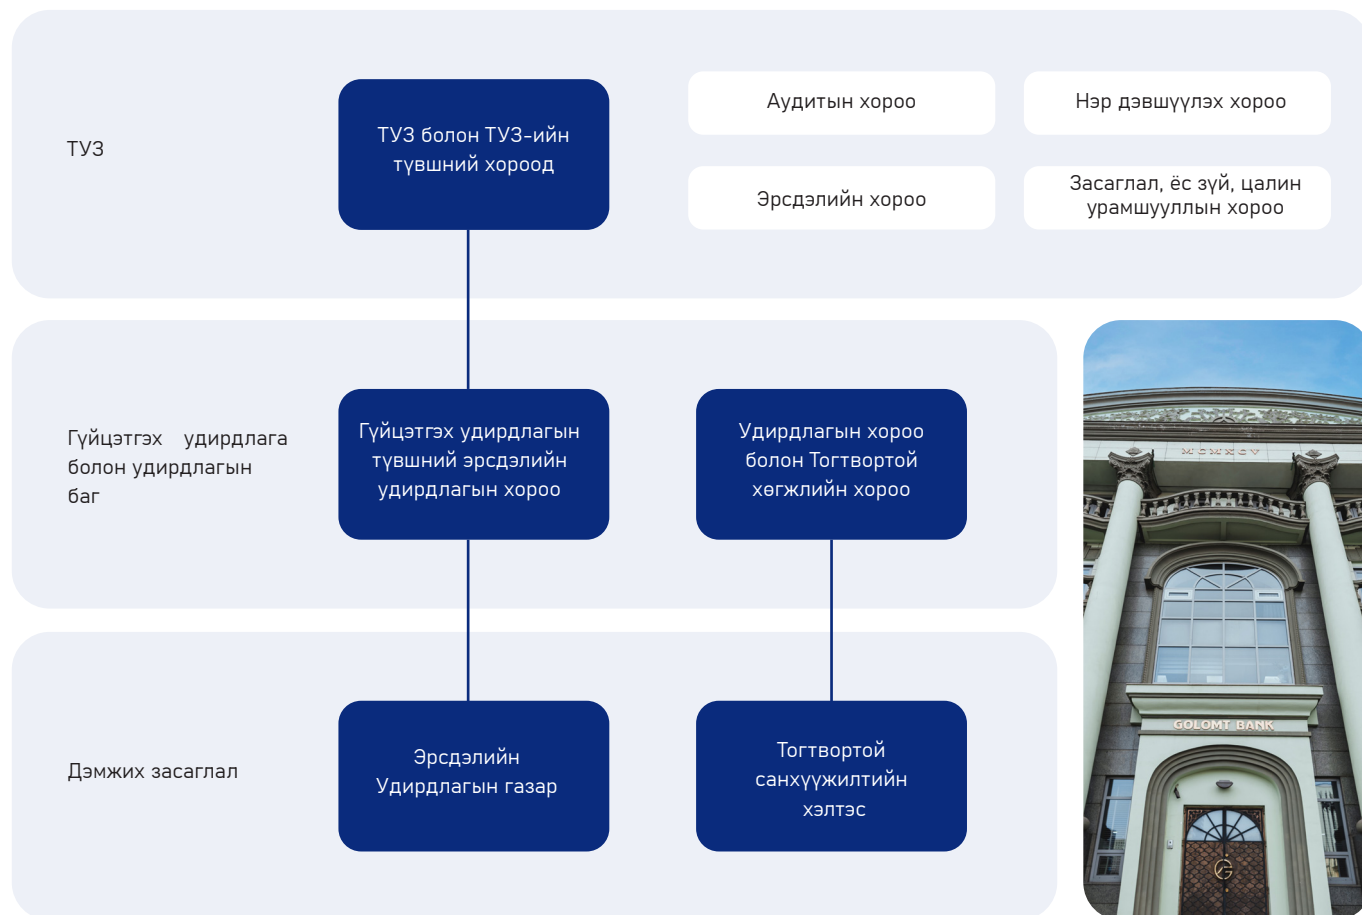 ТУЗ
ТУЗ болон ТУЗ-ийн
түвшний хороод
Аудитын хороо
Нэр дэвшүүлэх хороо
Эрсдэлийн хороо
Засаглал, ёс зүй, цалин
урамшууллын хороо
Гүйцэтгэх удирдлага
болон удирдлагын
баг
Гүйцэтгэх удирдлагын
түвшний эрсдэлийн
удирдлагын хороо
Удирдлагын хороо
болон Тогтвортой
хөгжлийн хороо
MCMXCV
GOLOMT BANK
Дэмжих засаглал
Эрсдэлийн
Удирдлагын газар
Тогтвортой
санхүүжилтийн
хэлтэс